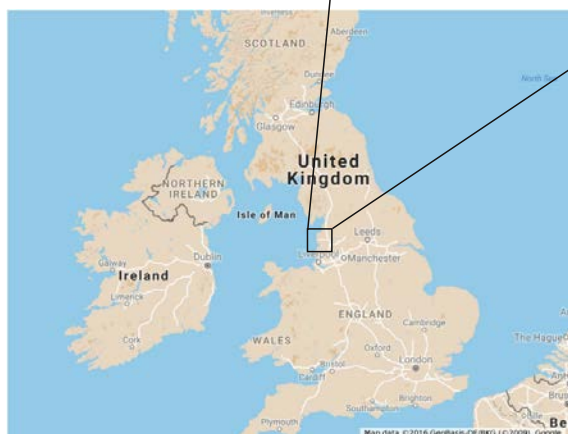 SCOTLAND
Aberdeen
North Sea
Dundee
Edinburgh
Glasgow
United
Kingdom
NORTHERN
IRELAND
Isle of Man
Leeds
Dublin
Galway
Liverpool
Manchester
Ireland
Limerick
ENGLAND
Cambridge
Cork
WALES
The Hague
Oxford
London
Bristol
Cardiff
Southampton
Brighton
Plymouth
Map data ©2016 GeoBasis-DE/BKG (©2009), Google